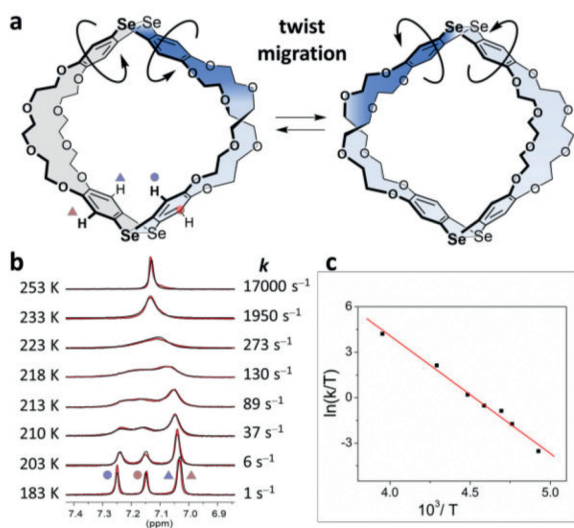 a
Se Se
twist
migration
Se Se
O O O O
O O O O
O O O O
O O O O
H H
H H
Se Se
Se Se
b
k
253 K 17000 s⁻¹
233 K 1950 s⁻¹
223 K 273 s⁻¹
218 K 130 s⁻¹
213 K 89 s⁻¹
210 K 37 s⁻¹
203 K 6 s⁻¹
183 K 1 s⁻¹
7.4 7.3 7.2 7.1 7.0 6.9
(ppm)
c
ln(k/T)
6
3
0
-3
4.0 4.5 5.0
10³/ T